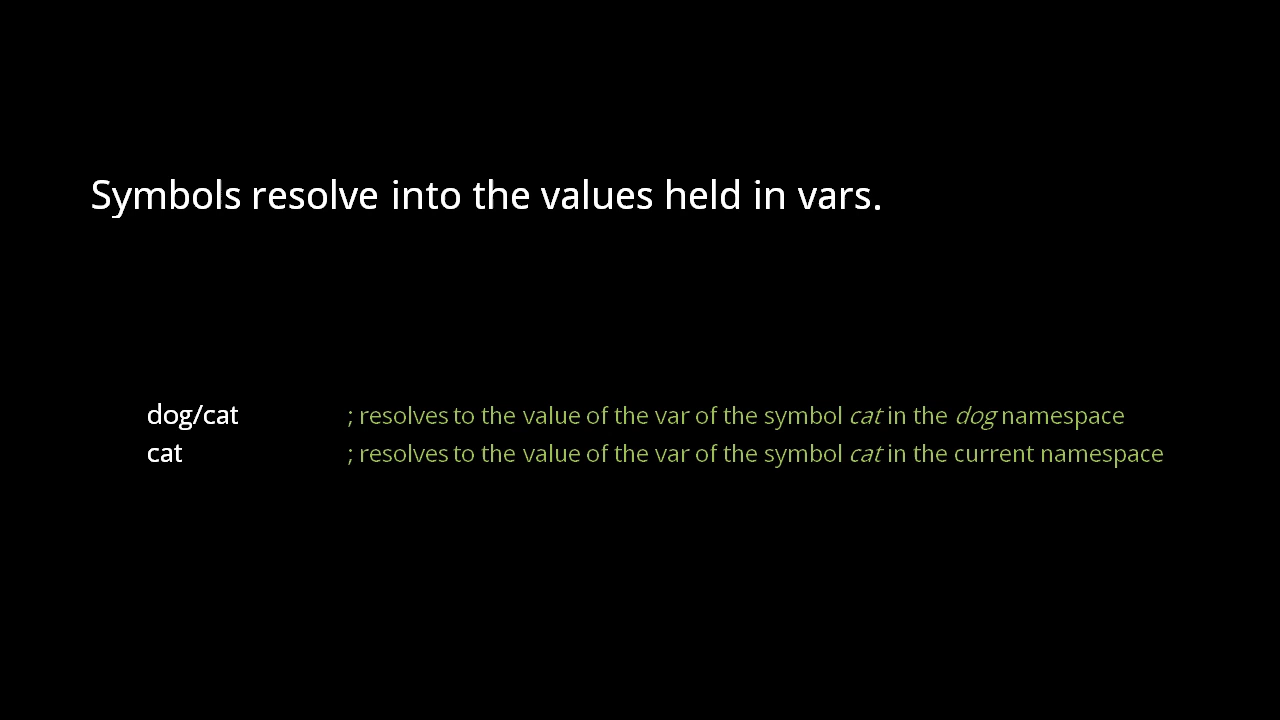 Symbols resolve into the values held in vars.
dog/cat ; resolves to the value of the var of the symbol cat in the dog namespace
cat ; resolves to the value of the var of the symbol cat in the current namespace